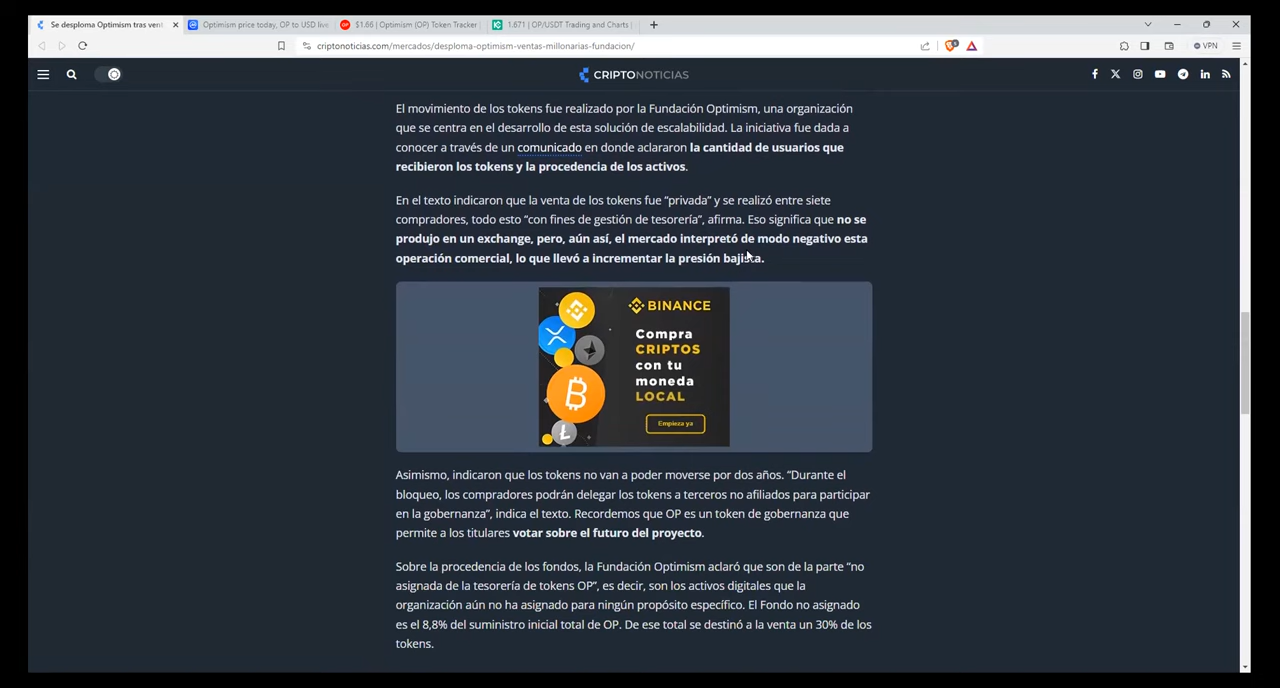 Se desploma Optimism tras vent
Optimism price today, OP to USD live
$1.66 | Optimism (OP) Token Tracker
1.671 | OP/USDT Trading and Charts |
criptonoticias.com/mercados/desploma-optimism-ventas-millonarias-fundacion/
VPN
CRIPTONOTICIAS
El movimiento de los tokens fue realizado por la Fundación Optimism, una organización
que se centra en el desarrollo de esta solución de escalabilidad. La iniciativa fue dada a
conocer a través de un comunicado en donde aclararon la cantidad de usuarios que
recibieron los tokens y la procedencia de los activos.
En el texto indicaron que la venta de los tokens fue “privada” y se realizó entre siete
compradores, todo esto “con fines de gestión de tesorería”, afirma. Eso significa que no se
produjo en un exchange, pero, aún así, el mercado interpretó de modo negativo esta
operación comercial, lo que llevó a incrementar la presión bajista.
BINANCE
Compra
CRIPTOS
con tu
moneda
LOCAL
Empieza ya
Asimismo, indicaron que los tokens no van a poder moverse por dos años. “Durante el
bloqueo, los compradores podrán delegar los tokens a terceros no afiliados para participar
en la gobernanza”, indica el texto. Recordemos que OP es un token de gobernanza que
permite a los titulares votar sobre el futuro del proyecto.
Sobre la procedencia de los fondos, la Fundación Optimism aclaró que son de la parte “no
asignada de la tesorería de tokens OP”, es decir, son los activos digitales que la
organización aún no ha asignado para ningún propósito específico. El Fondo no asignado
es el 8,8% del suministro inicial total de OP. De ese total se destinó a la venta un 30% de los
tokens.